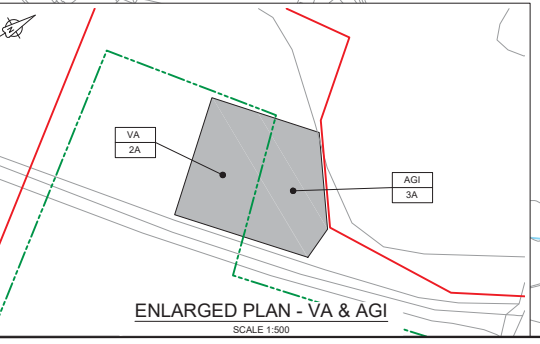 VA
2A
AGI
3A
ENLARGED PLAN - VA & AGI
SCALE 1:500